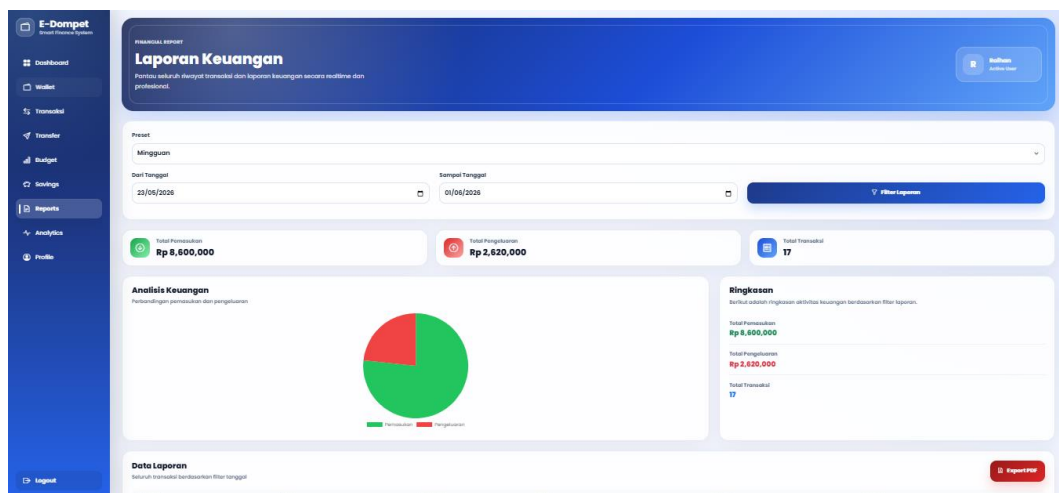 E-Dompet
Smart Finance System
Dashboard
Wallet
Transaksi
Transfer
Budget
Savings
Reports
Analytics
Profile
Logout
FINANCIAL REPORT
Laporan Keuangan
Pantau seluruh riwayat transaksi dan laporan keuangan secara realtime dan
profesional.
R
Raihan
Active User
Preset
Mingguan
Dari Tanggal
Sampai Tanggal
23/05/2026
01/06/2026
Filter Laporan
Total Pemasukan
Rp 8,600,000
Total Pengeluaran
Rp 2,620,000
Total Transaksi
17
Analisis Keuangan
Perbandingan pemasukan dan pengeluaran
Pemasukan
Pengeluaran
Ringkasan
Berikut adalah ringkasan aktivitas keuangan berdasarkan filter laporan.
Total Pemasukan
Rp 8,600,000
Total Pengeluaran
Rp 2,620,000
Total Transaksi
17
Data Laporan
Seluruh transaksi berdasarkan filter tanggal
Export PDF